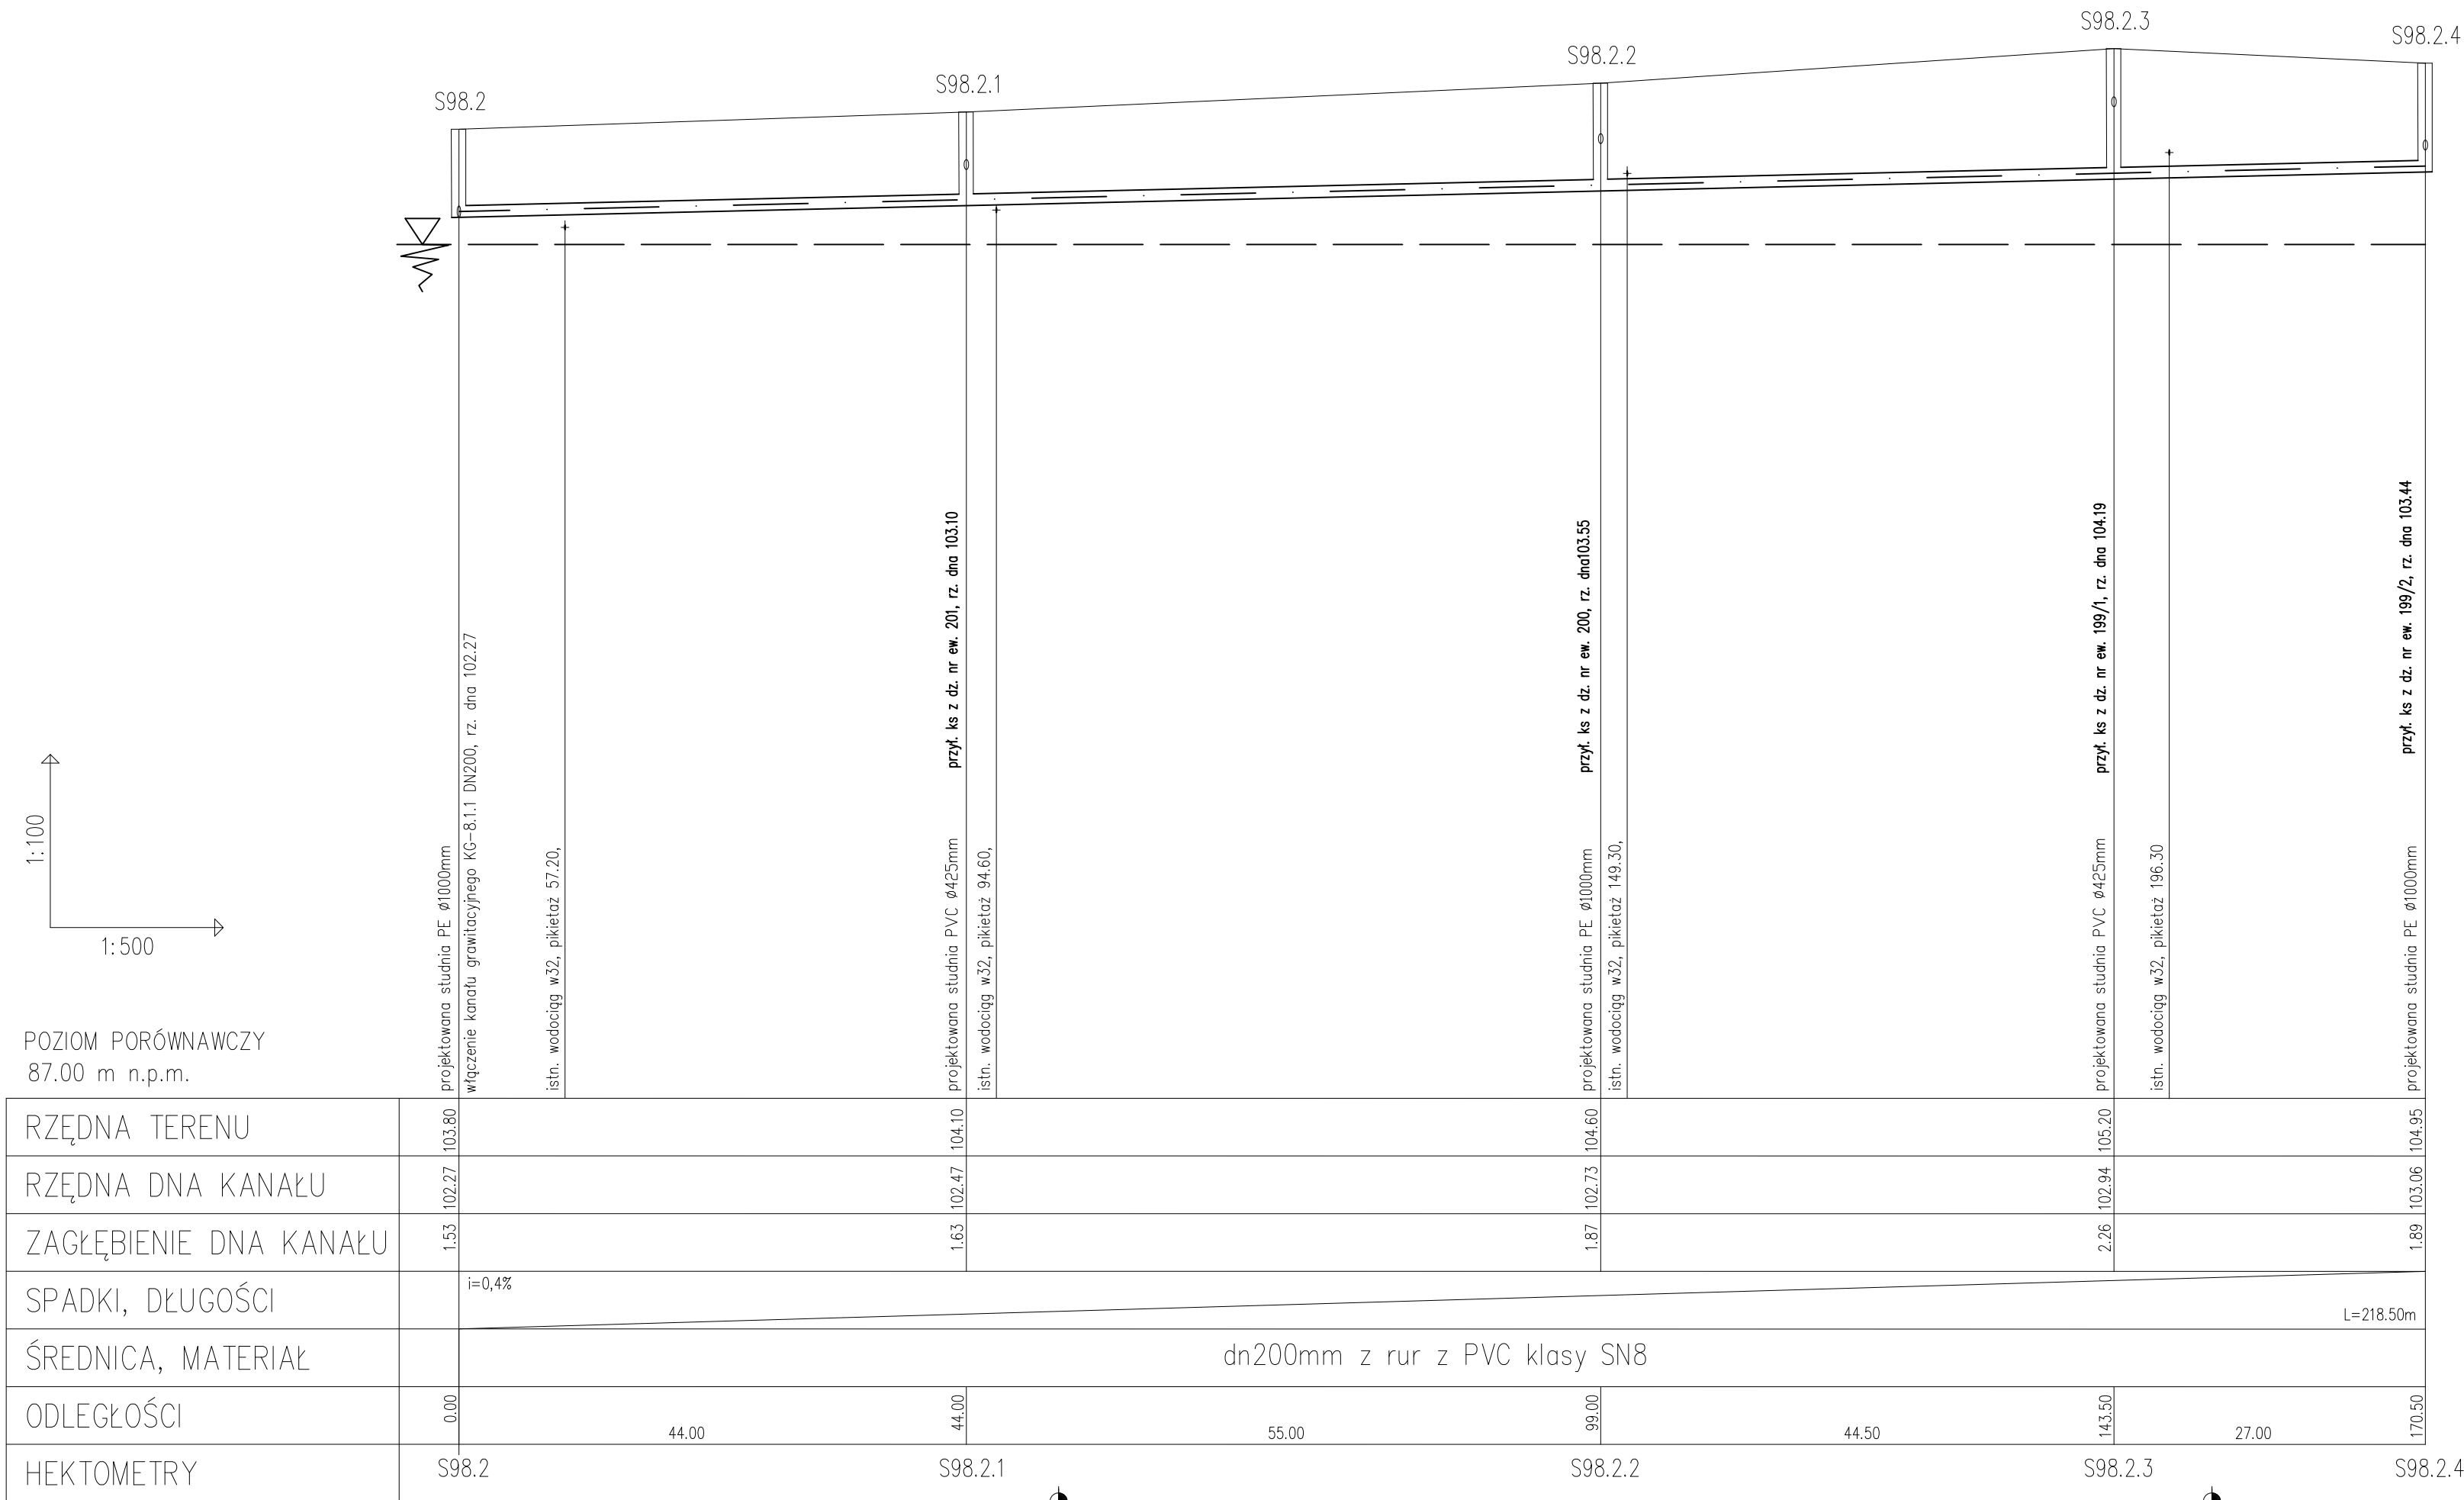 S98.2
S98.2.1
S98.2.2
S98.2.3
S98.2.4
przył. ks z dz. nr ew. 201, rz. dna 103.10
przył. ks z dz. nr ew. 200, rz. dna103.55
przył. ks z dz. nr ew. 199/1, rz. dna 104.19
przył. ks z dz. nr ew. 199/2, rz. dna 103.44
projektowana studnia PE ø1000mm
włączenie kanału grawitacyjnego KG-8.1.1 DN200, rz. dna 102.27
istn. wodociąg w32, pikietaż 57.20,
projektowana studnia PVC ø425mm
istn. wodociąg w32, pikietaż 94.60,
projektowana studnia PE ø1000mm
istn. wodociąg w32, pikietaż 149.30,
projektowana studnia PVC ø425mm
istn. wodociąg w32, pikietaż 196.30
projektowana studnia PE ø1000mm
1:100
1:500
POZIOM PORÓWNAWCZY
87.00 m n.p.m.
RZĘDNA TERENU 103.80 104.10 104.60 105.20 104.95
RZĘDNA DNA KANAŁU 102.27 102.47 102.73 102.94 103.06
ZAGŁĘBIENIE DNA KANAŁU 1.53 1.63 1.87 2.26 1.89
SPADKI, DŁUGOŚCI i=0,4% L=218.50m
ŚREDNICA, MATERIAŁ dn200mm z rur z PVC klasy SN8
ODLEGŁOŚCI 0.00 44.00 44.00 55.00 99.00 44.50 143.50 27.00 170.50
HEKTOMETRY S98.2 S98.2.1 S98.2.2 S98.2.3 S98.2.4